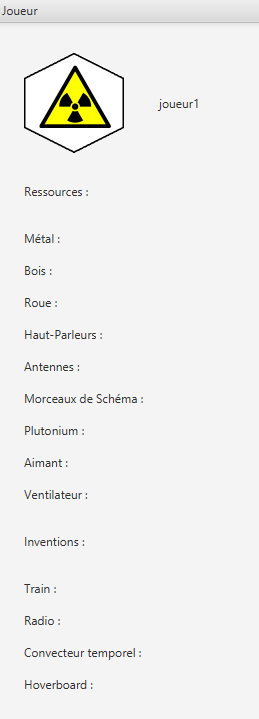 Joueur
joueur1
Ressources :
Métal :
Bois :
Roue :
Haut-Parleurs :
Antennes :
Morceaux de Schéma :
Plutonium :
Aimant :
Ventilateur :
Inventions :
Train :
Radio :
Convecteur temporel :
Hoverboard :